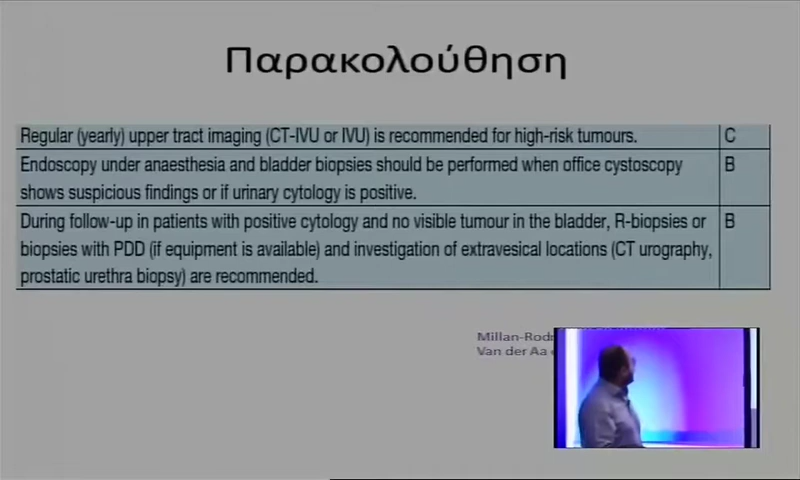 Παρακολούθηση
Regular (yearly) upper tract imaging (CT-IVU or IVU) is recommended for high-risk tumours. C
Endoscopy under anaesthesia and bladder biopsies should be performed when office cystoscopy B
shows suspicious findings or if urinary cytology is positive.
During follow-up in patients with positive cytology and no visible tumour in the bladder, R-biopsies or B
biopsies with PDD (if equipment is available) and investigation of extravesical locations (CT urography,
prostatic urethra biopsy) are recommended.
Van der Aa